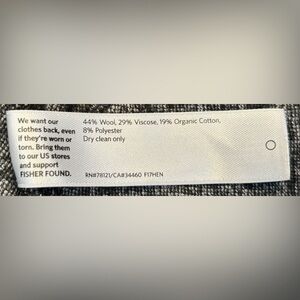 We want our
clothes back, even
if they're worn or
torn. Bring them
to our US stores
and support
FISHER FOUND.
44% Wool, 29% Viscose, 19% Organic Cotton,
8% Polyester
Dry clean only
RN#78121/CA#34460 F17HEN